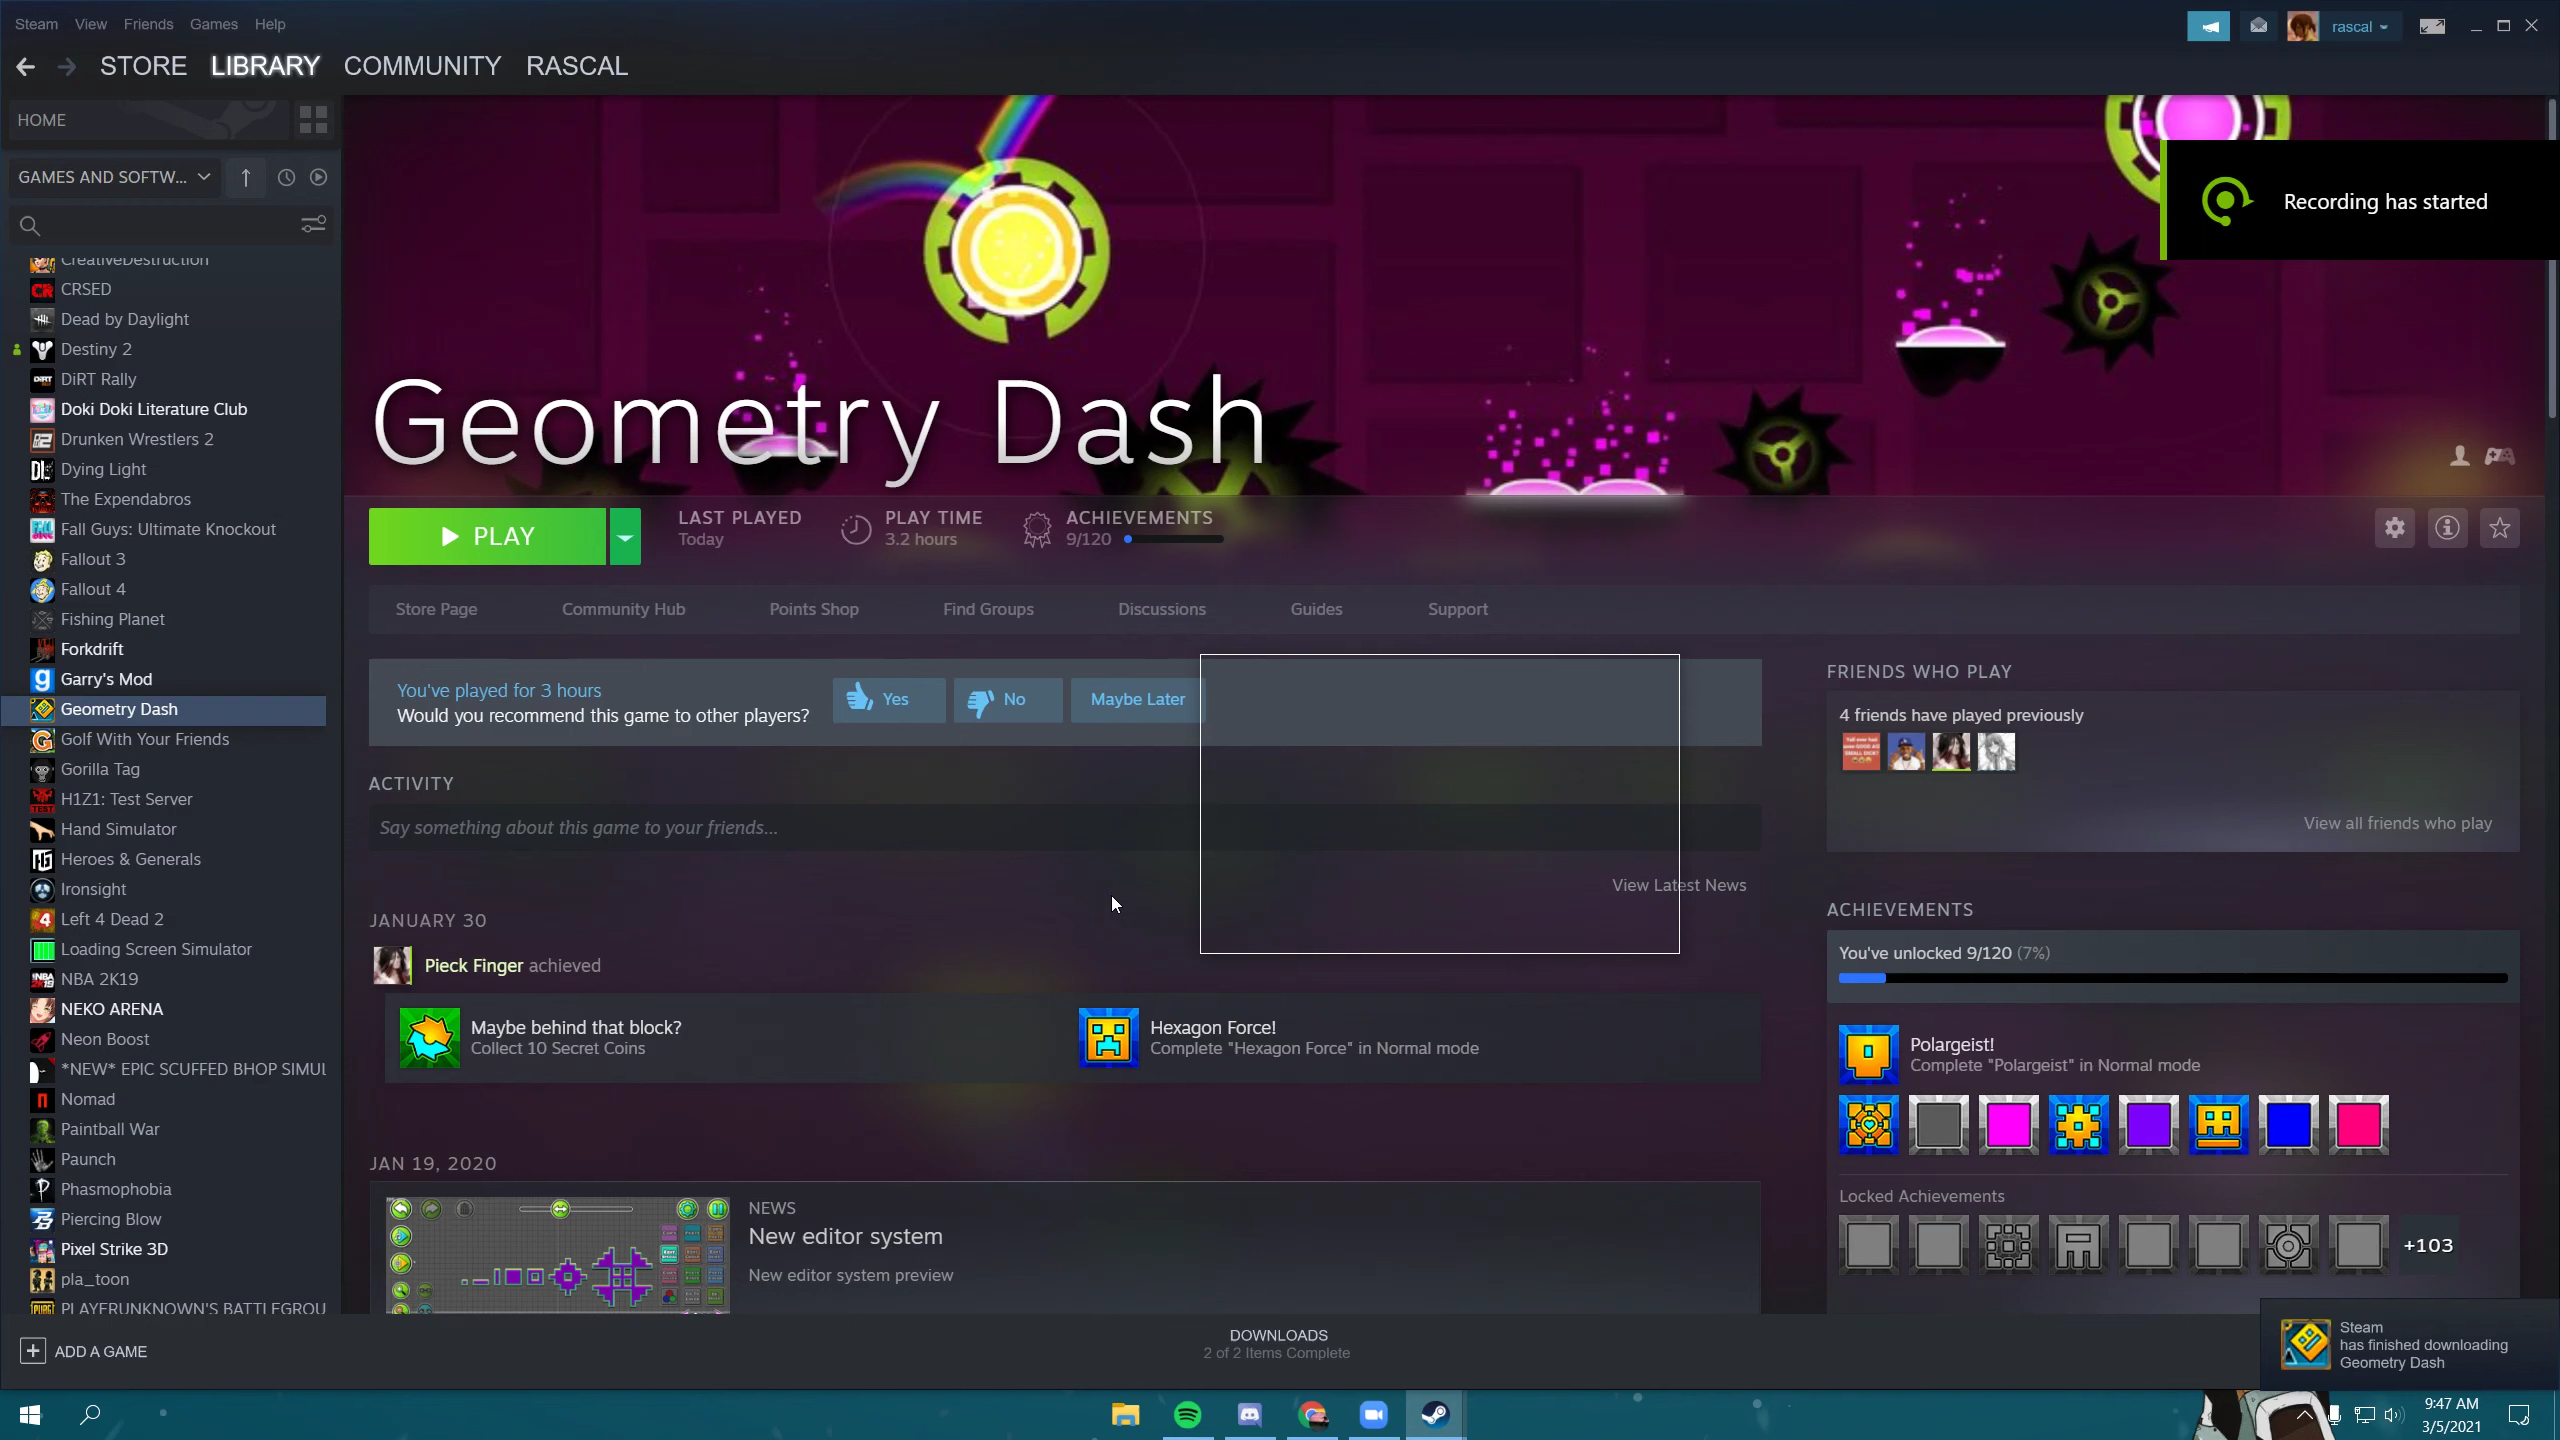 Steam View Friends Games Help
rascal
STORE LIBRARY COMMUNITY RASCAL
HOME
GAMES AND SOFTW...
CreativeDestruction
CRSED
Dead by Daylight
Destiny 2
DiRT Rally
Doki Doki Literature Club
Drunken Wrestlers 2
Dying Light
The Expendabros
Fall Guys: Ultimate Knockout
Fallout 3
Fallout 4
Fishing Planet
Forkdrift
Garry's Mod
Geometry Dash
Golf With Your Friends
Gorilla Tag
H1Z1: Test Server
Hand Simulator
Heroes & Generals
Ironsight
Left 4 Dead 2
Loading Screen Simulator
NBA 2K19
NEKO ARENA
Neon Boost
*NEW* EPIC SCUFFED BHOP SIMUL
Nomad
Paintball War
Paunch
Phasmophobia
Piercing Blow
Pixel Strike 3D
pla_toon
PLAYERUNKNOWN'S BATTLEGROU
ADD A GAME
Recording has started
Geometry Dash
PLAY
LAST PLAYED
Today
PLAY TIME
3.2 hours
ACHIEVEMENTS
9/120
Store Page Community Hub Points Shop Find Groups Discussions Guides Support
You've played for 3 hours
Would you recommend this game to other players?
Yes No Maybe Later
ACTIVITY
Say something about this game to your friends...
View Latest News
JANUARY 30
Pieck Finger achieved
Maybe behind that block?
Collect 10 Secret Coins
Hexagon Force!
Complete "Hexagon Force" in Normal mode
JAN 19, 2020
NEWS
New editor system
New editor system preview
FRIENDS WHO PLAY
4 friends have played previously
View all friends who play
ACHIEVEMENTS
You've unlocked 9/120 (7%)
Polargeist!
Complete "Polargeist" in Normal mode
Locked Achievements
+103
DOWNLOADS
2 of 2 Items Complete
Steam
has finished downloading
Geometry Dash
9:47 AM
3/5/2021